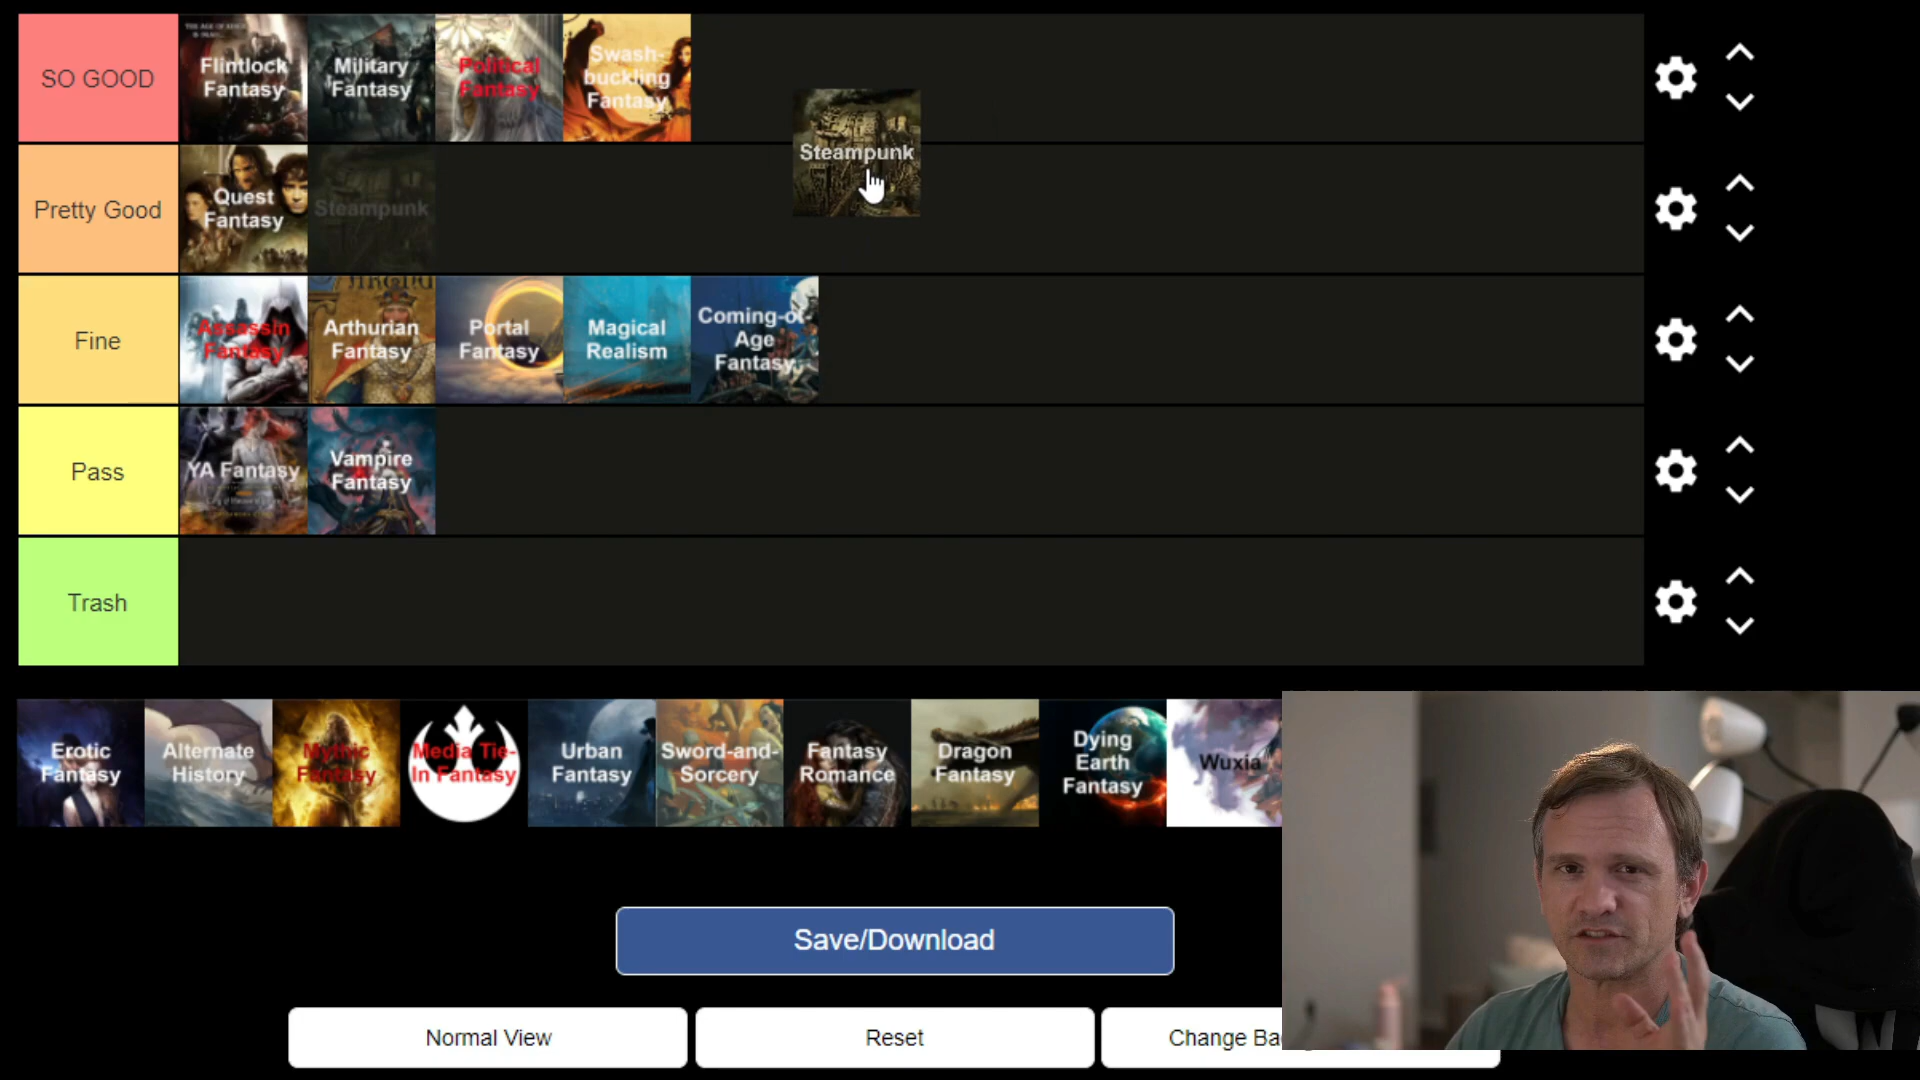 SO GOOD
Flintlock
Fantasy
Military
Fantasy
Political
Fantasy
Swash-
buckling
Fantasy
Pretty Good
Quest
Fantasy
Steampunk
Steampunk
Fine
Assassin
Fantasy
Arthurian
Fantasy
Portal
Fantasy
Magical
Realism
Coming-of-
Age
Fantasy
Pass
YA Fantasy
Vampire
Fantasy
Trash
Erotic
Fantasy
Alternate
History
Mythic
Fantasy
Media Tie-
In Fantasy
Urban
Fantasy
Sword-and-
Sorcery
Fantasy
Romance
Dragon
Fantasy
Dying
Earth
Fantasy
Wuxia
Save/Download
Normal View
Reset
Change